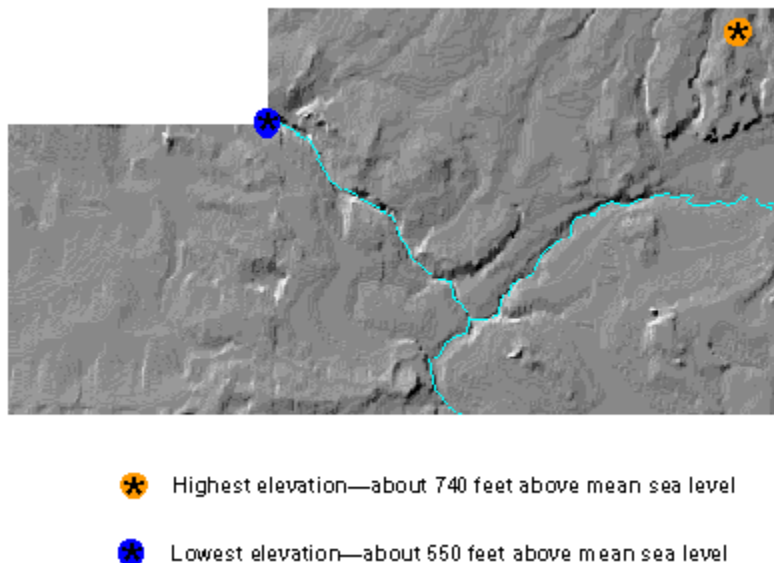 Highest elevation—about 740 feet above mean sea level
Lowest elevation—about 550 feet above mean sea level